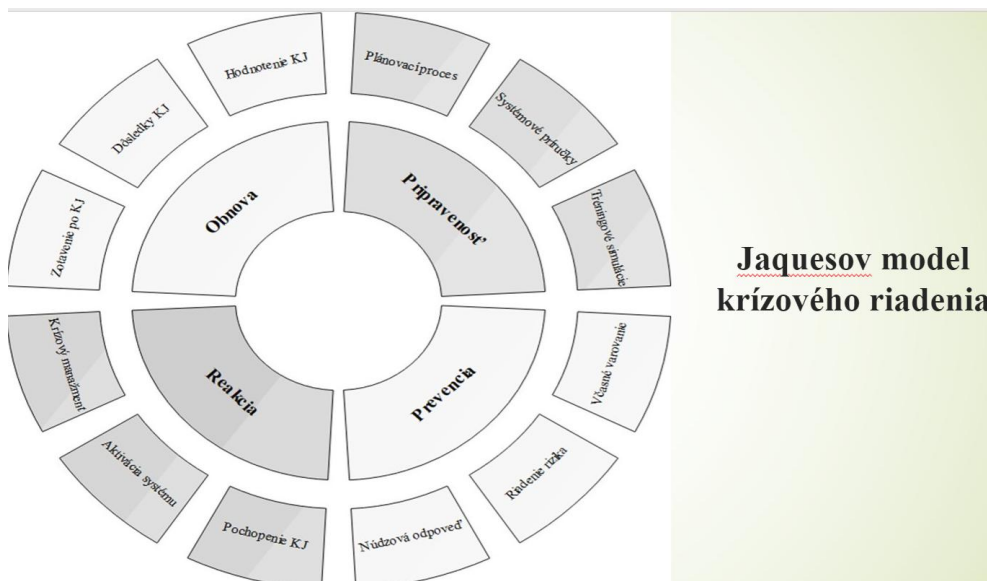 Hodnotenie KJ
Plánovací proces
Systémové príručky
Tréningové simulácie
Včasné varovanie
Riadenie rizika
Núdzová odpoveď
Pochopenie KJ
Aktivácia systému
Krízový manažment
Zotavenie po KJ
Dôsledky KJ
Obnova
Pripravenosť
Prevencia
Reakcia
Jaquesov model
krízového riadenia